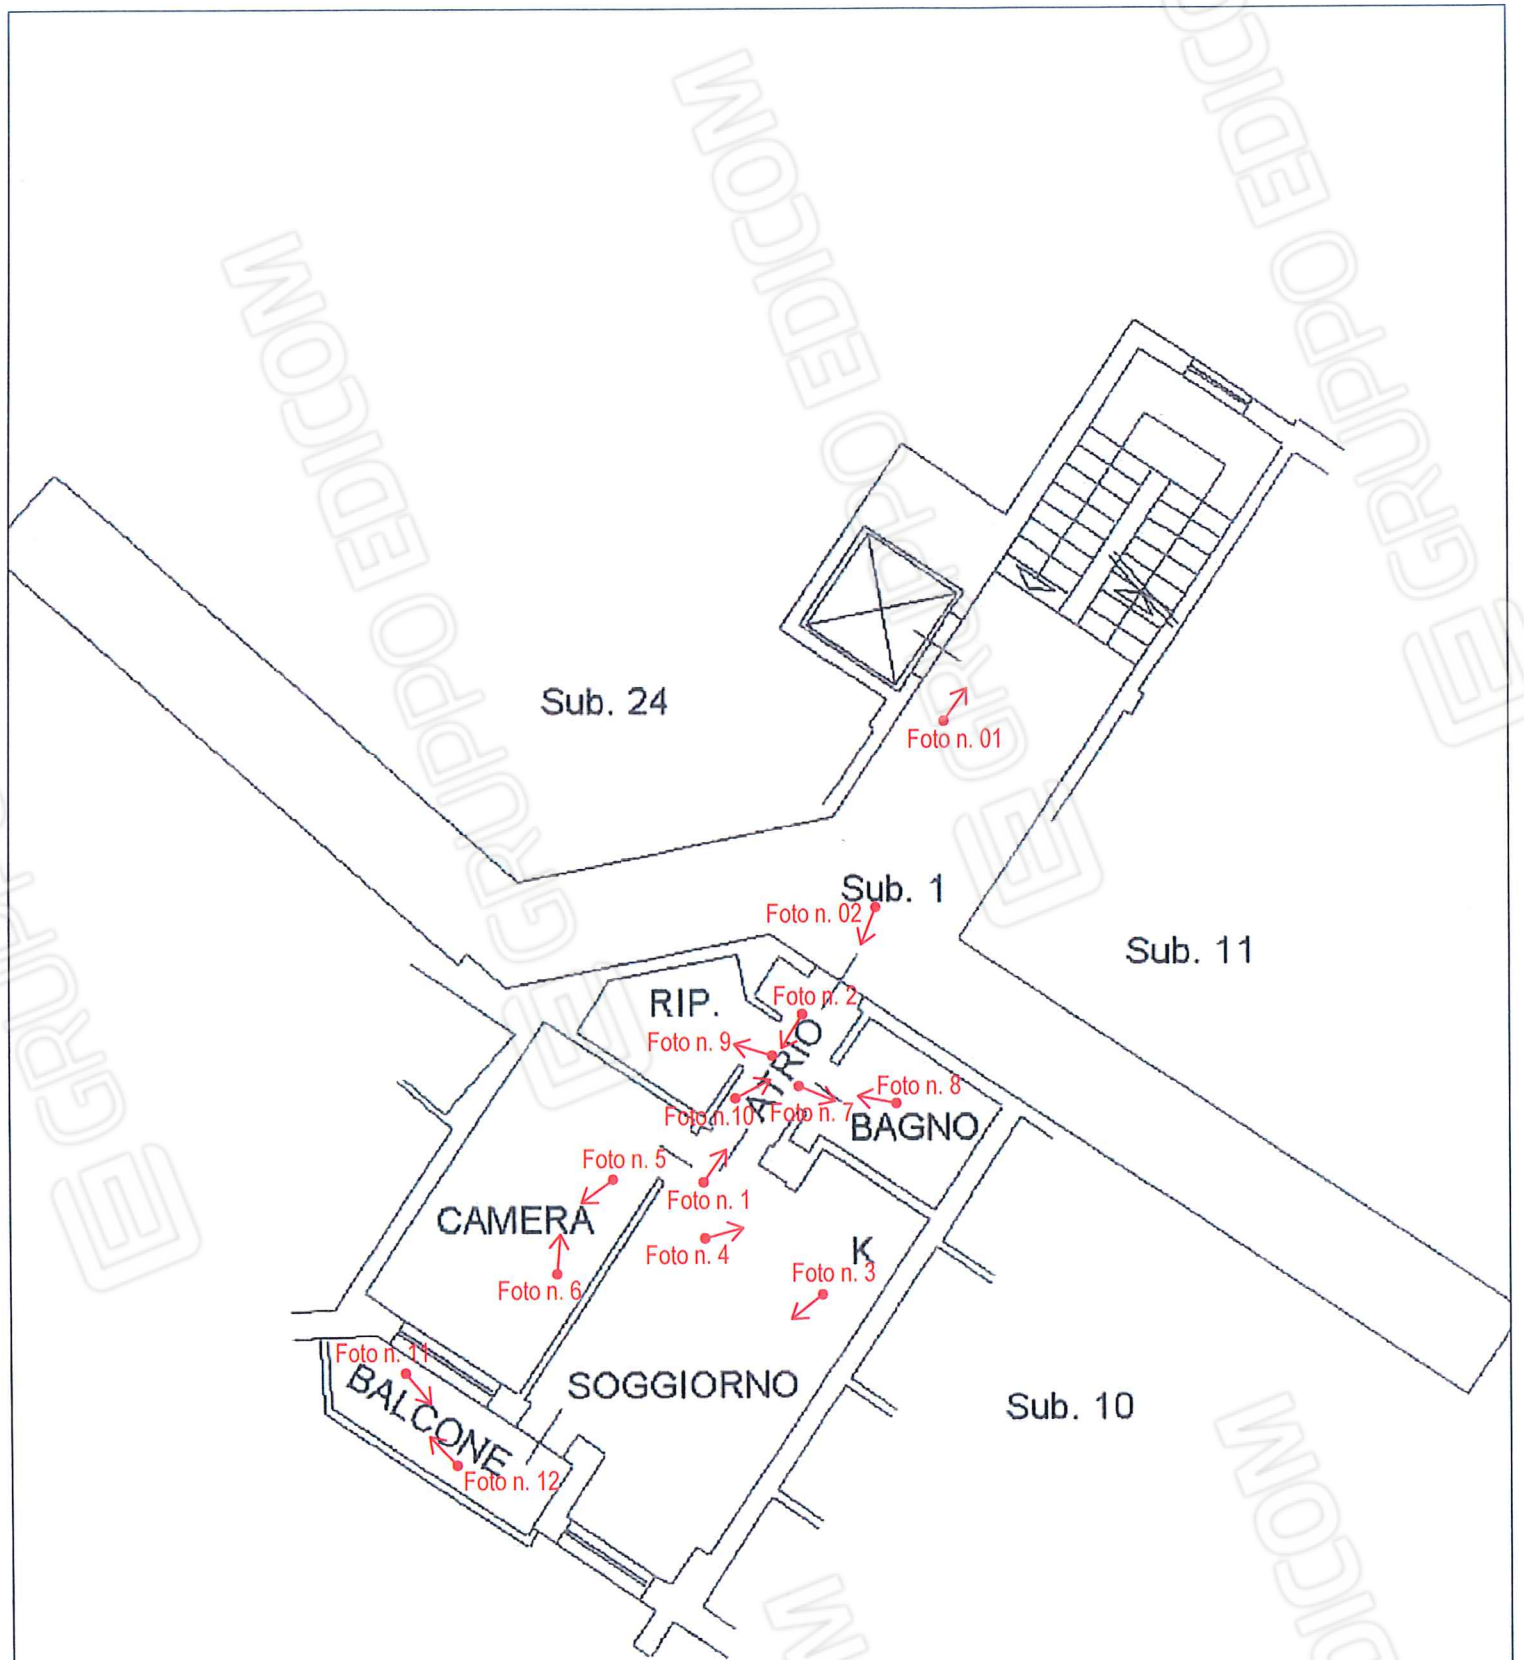 GRUPPO EDICOM
GRUPPO EDICOM
GRUPPO EDICOM
Sub. 24
Foto n. 01
Sub. 1
Foto n. 02
Sub. 11
RIP.
Foto n. 2
ATRIO
Foto n. 9
Foto n. 8
Foto n. 10
Foto n. 7
BAGNO
Foto n. 5
Foto n. 1
CAMERA
Foto n. 4
K
Foto n. 3
Foto n. 6
Foto n. 11
BALCONE
SOGGIORNO
Sub. 10
Foto n. 12